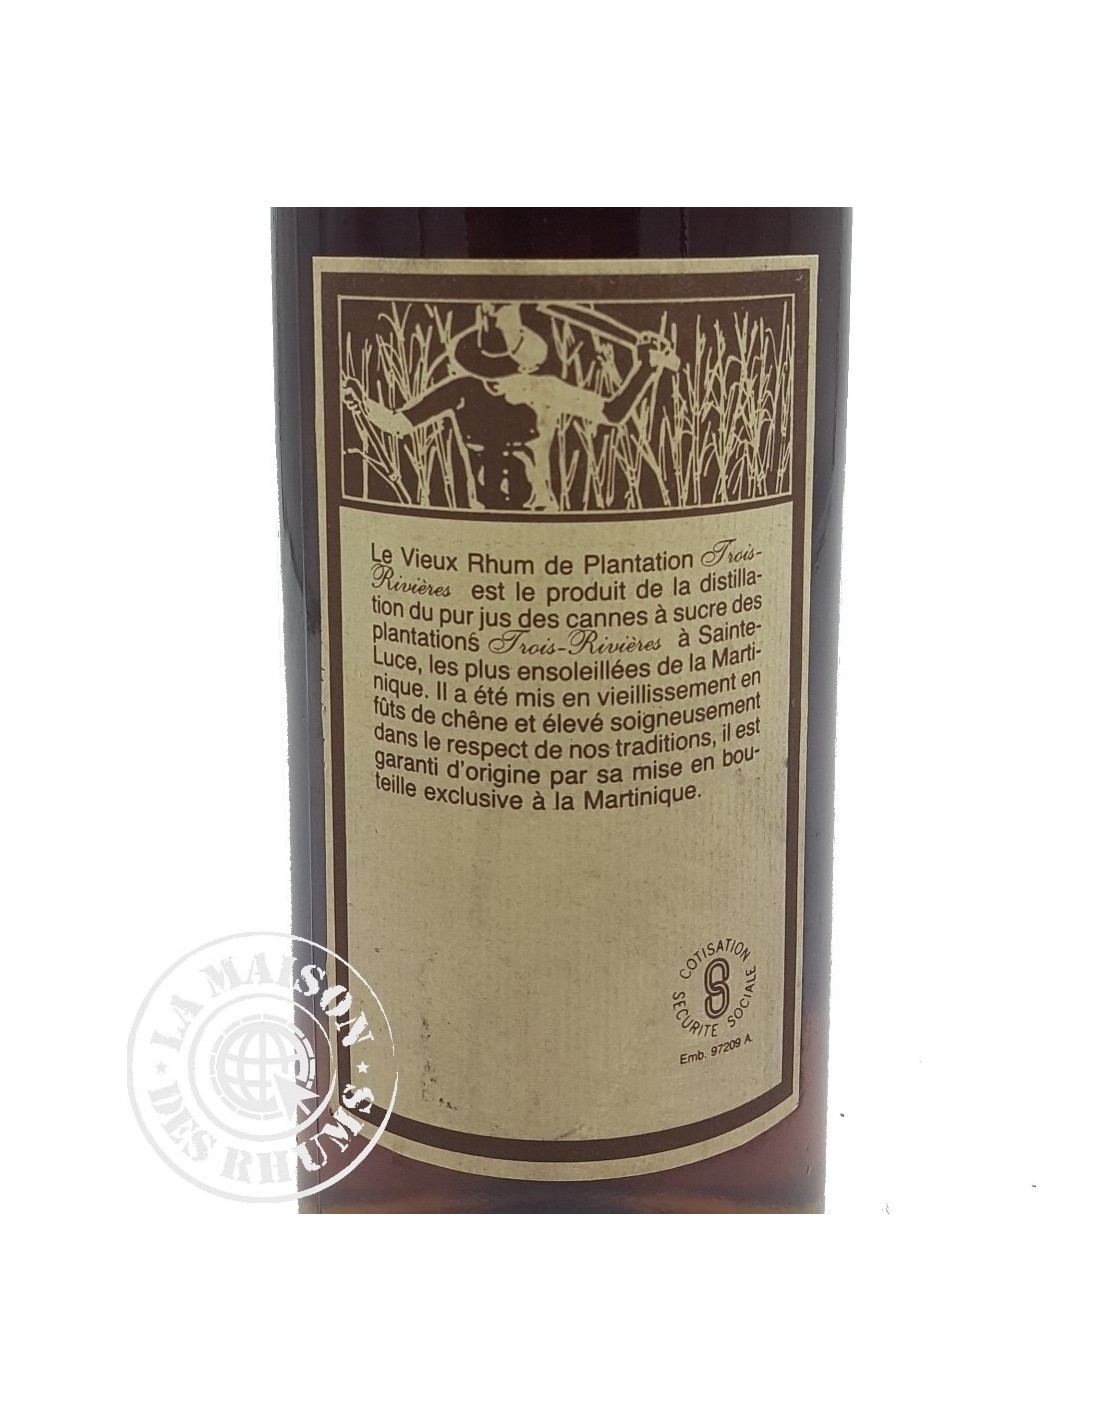 Le Vieux Rhum de Plantation Trois-
Rivières est le produit de la distilla-
tion du pur jus des cannes à sucre des
plantations Trois-Rivières à Sainte-
Luce, les plus ensoleillées de la Marti-
nique. Il a été mis en vieillissement en
fûts de chêne et élevé soigneusement
dans le respect de nos traditions, il est
garanti d'origine par sa mise en bou-
teille exclusive à la Martinique.
COTISATION
SECURITE SOCIALE
Emb. 97209 A.
LA MAISON
DES RHUMS